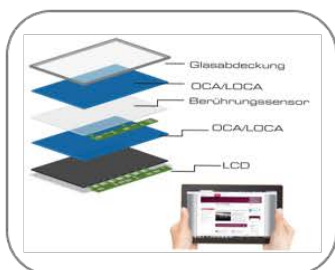 Glasabdeckung
OCA/LOCA
Berührungssensor
OCA/LOCA
LCD